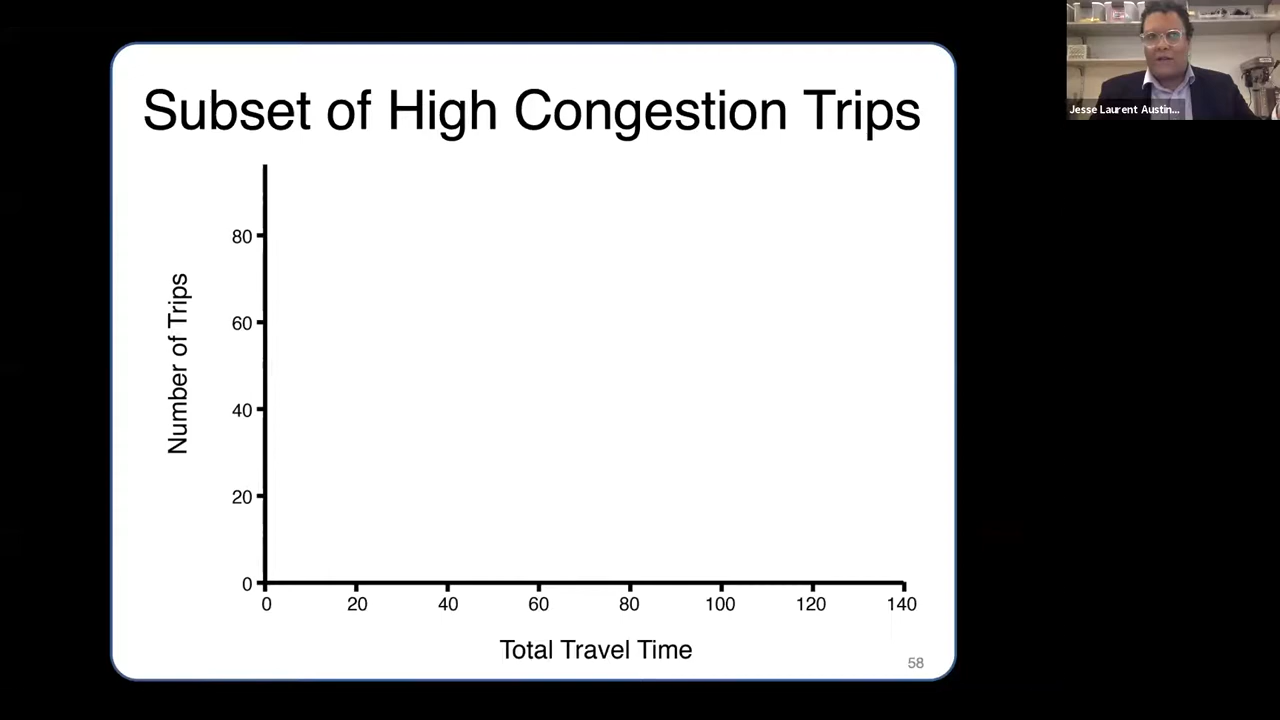 Subset of High Congestion Trips
Number of Trips
80
60
40
20
0
0 20 40 60 80 100 120 140
Total Travel Time
58
Jesse Laurent Austin...